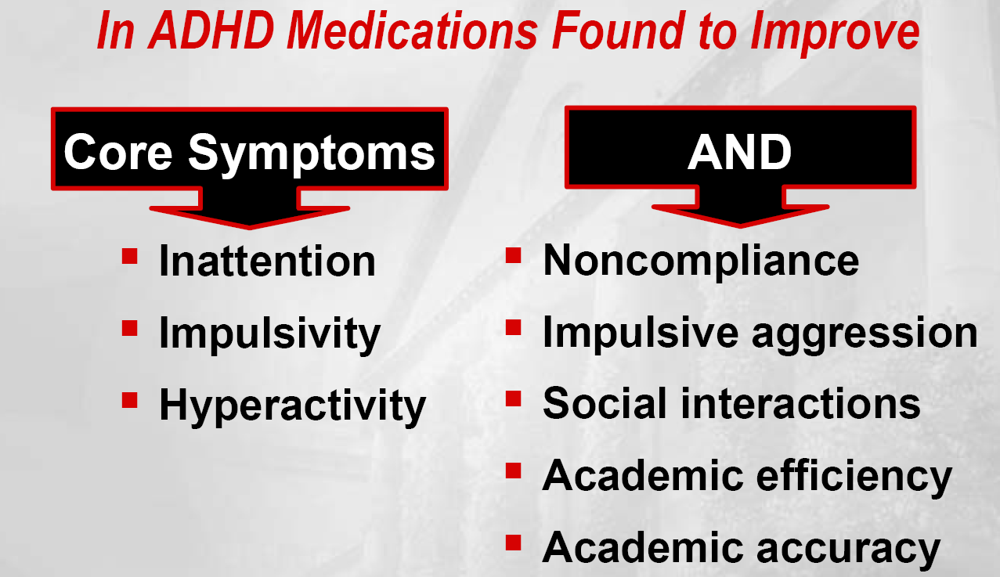 In ADHD Medications Found to Improve
Core Symptoms
Inattention
Impulsivity
Hyperactivity
AND
Noncompliance
Impulsive aggression
Social interactions
Academic efficiency
Academic accuracy